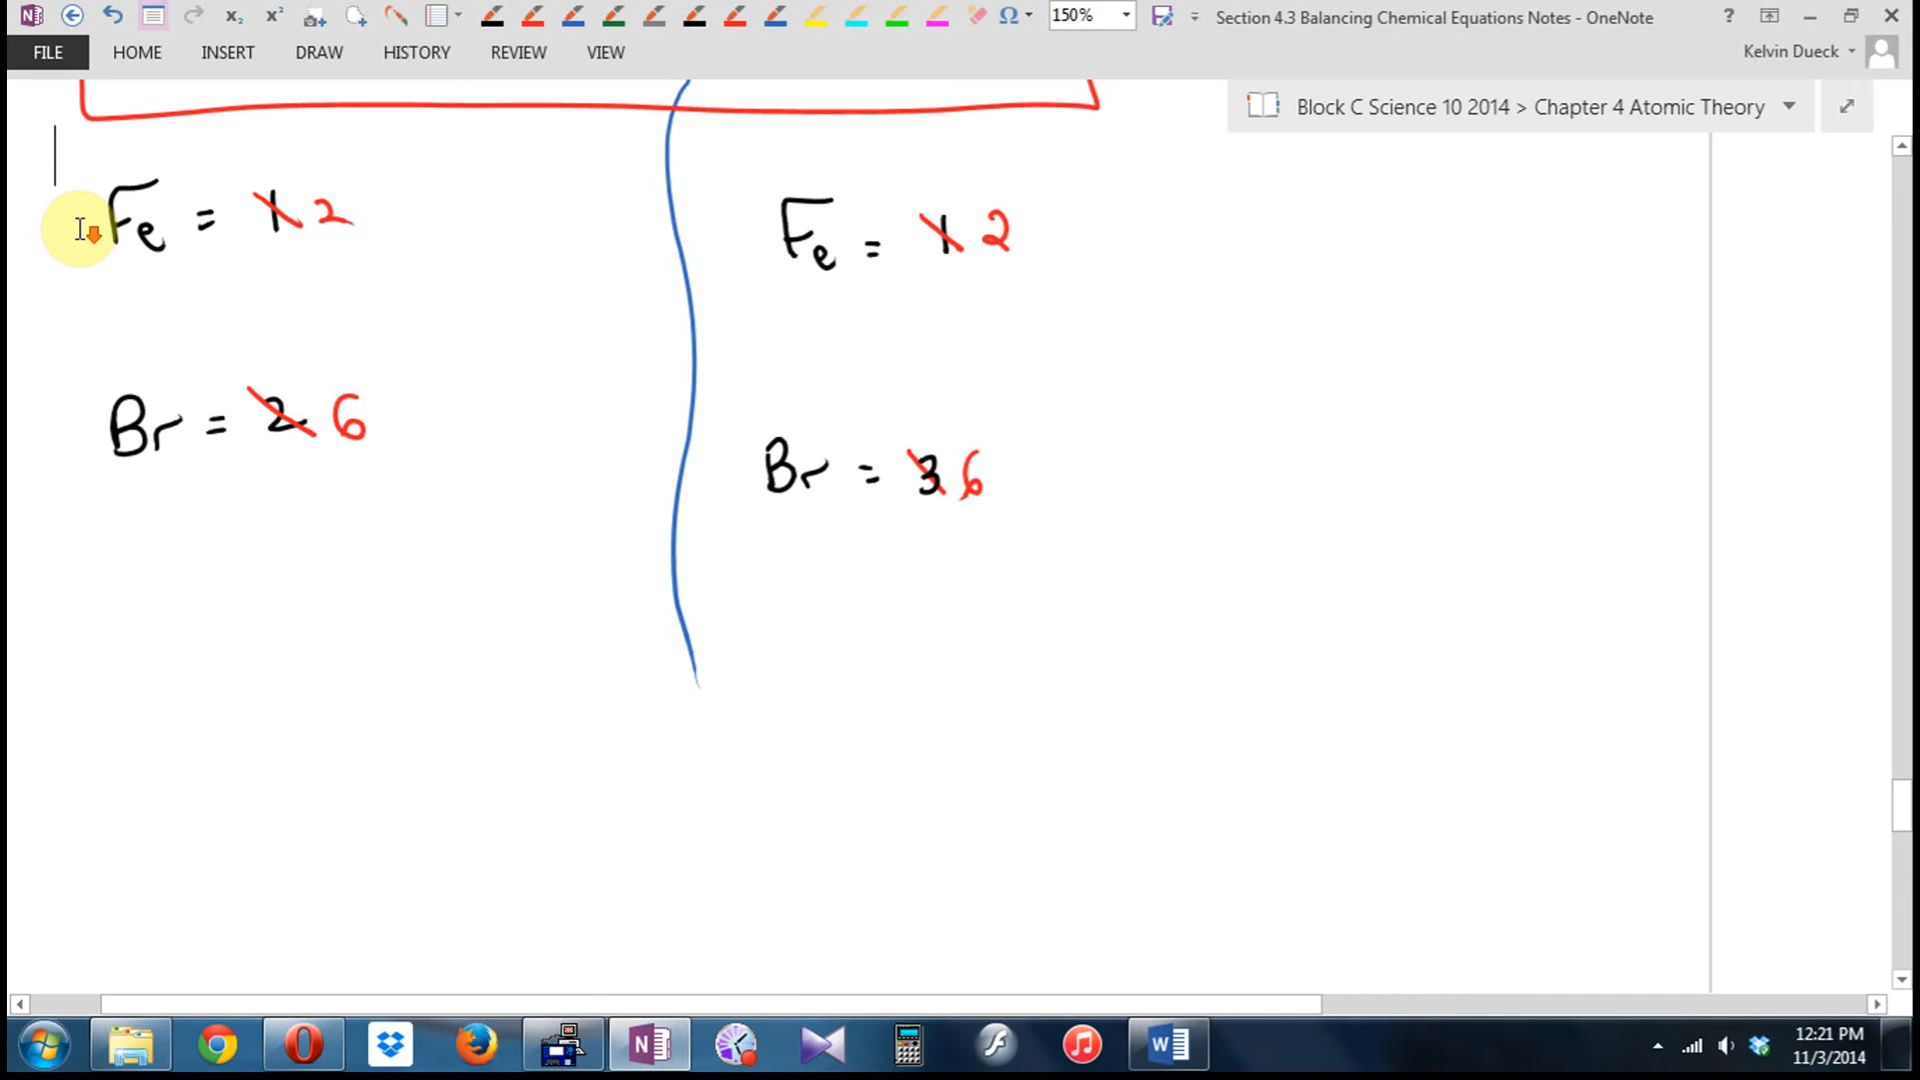 Section 4.3 Balancing Chemical Equations Notes - OneNote
150%
FILE HOME INSERT DRAW HISTORY REVIEW VIEW
Kelvin Dueck
Block C Science 10 2014 > Chapter 4 Atomic Theory
Fe = 1 2
Fe = 1 2
Br = 2 6
Br = 3 6
12:21 PM
11/3/2014